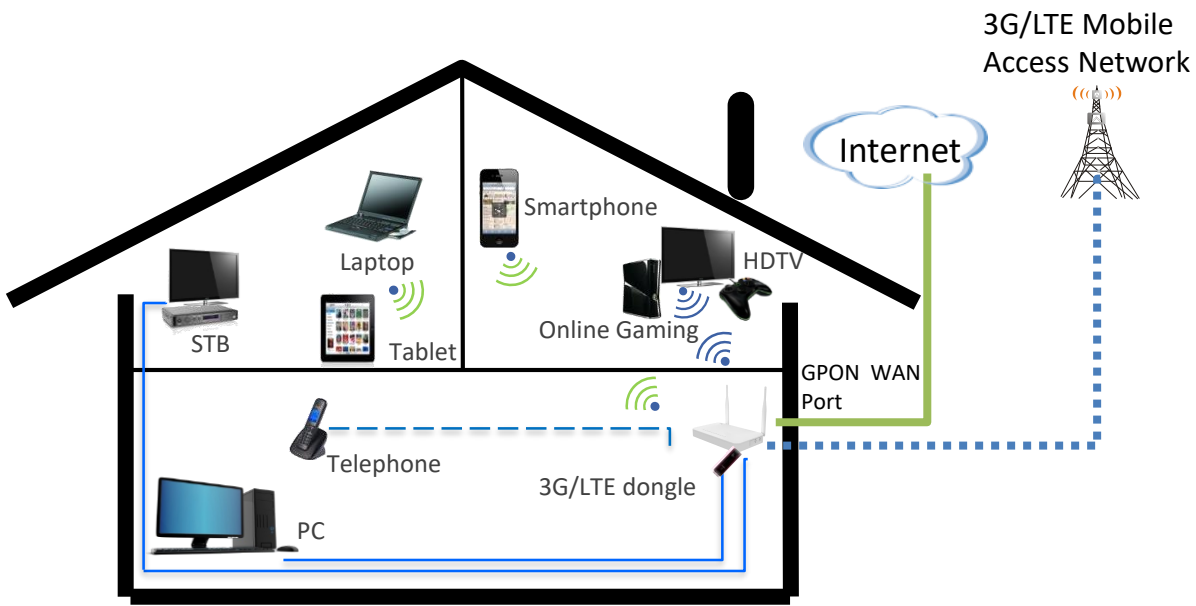 3G/LTE Mobile
Access Network
Internet
Smartphone
Laptop
HDTV
STB
Tablet
Online Gaming
GPON WAN
Port
Telephone
3G/LTE dongle
PC